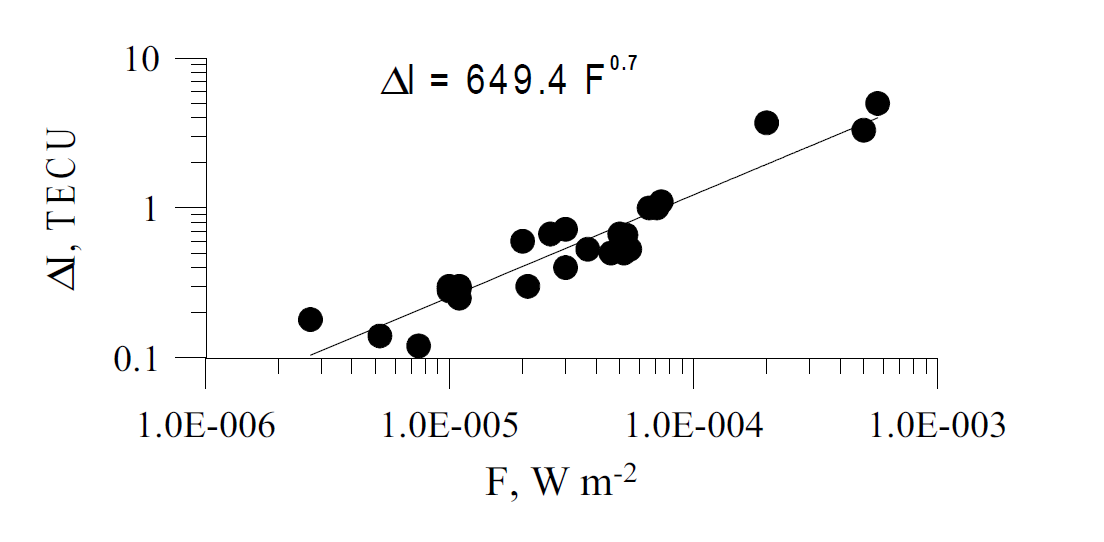 ΔI = 649.4 F^0.7
10
1
0.1
ΔI, TECU
1.0E-006 1.0E-005 1.0E-004 1.0E-003
F, W m^-2